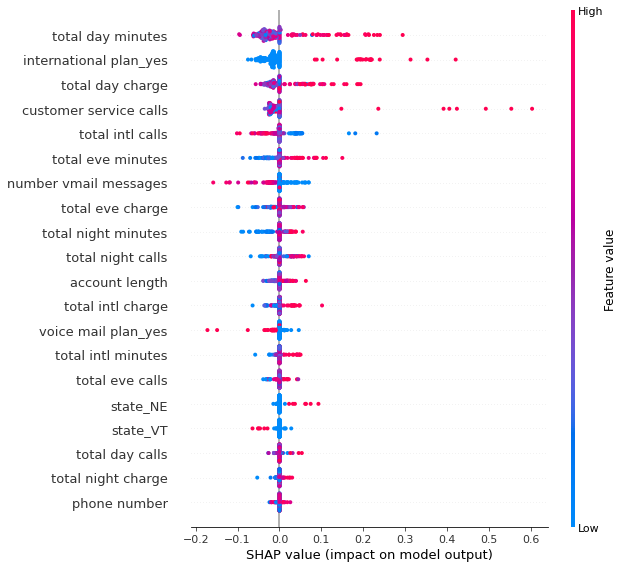 High
total day minutes
international plan_yes
total day charge
customer service calls
total intl calls
total eve minutes
number vmail messages
total eve charge
total night minutes
total night calls
account length
total intl charge
voice mail plan_yes
total intl minutes
total eve calls
state_NE
state_VT
total day calls
total night charge
phone number
Feature value
Low
−0.2 −0.1 0.0 0.1 0.2 0.3 0.4 0.5 0.6
SHAP value (impact on model output)